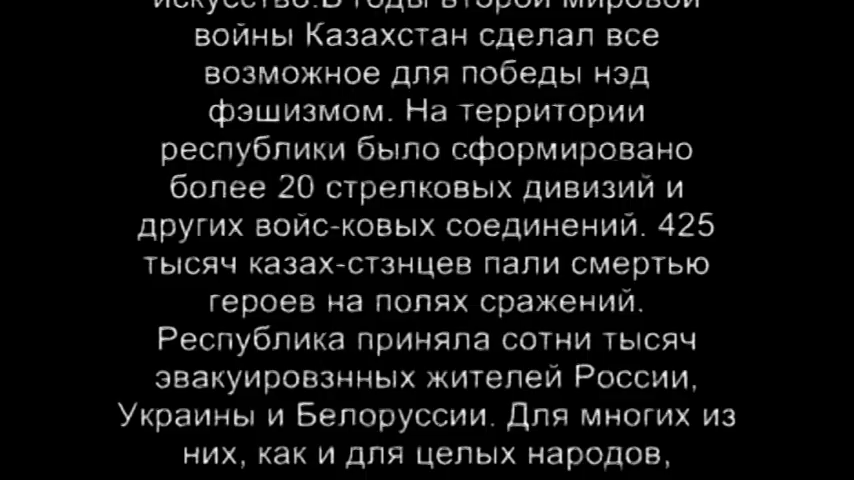 искусство.В годы второй мировой
войны Казахстан сделал все
возможное для победы нэд
фэшизмом. На территории
республики было сформировано
более 20 стрелковых дивизий и
других войс-ковых соединений. 425
тысяч казах-стзнцев пали смертью
героев на полях сражений.
Республика приняла сотни тысяч
эвакуировзнных жителей России,
Украины и Белоруссии. Для многих из
них, как и для целых народов,